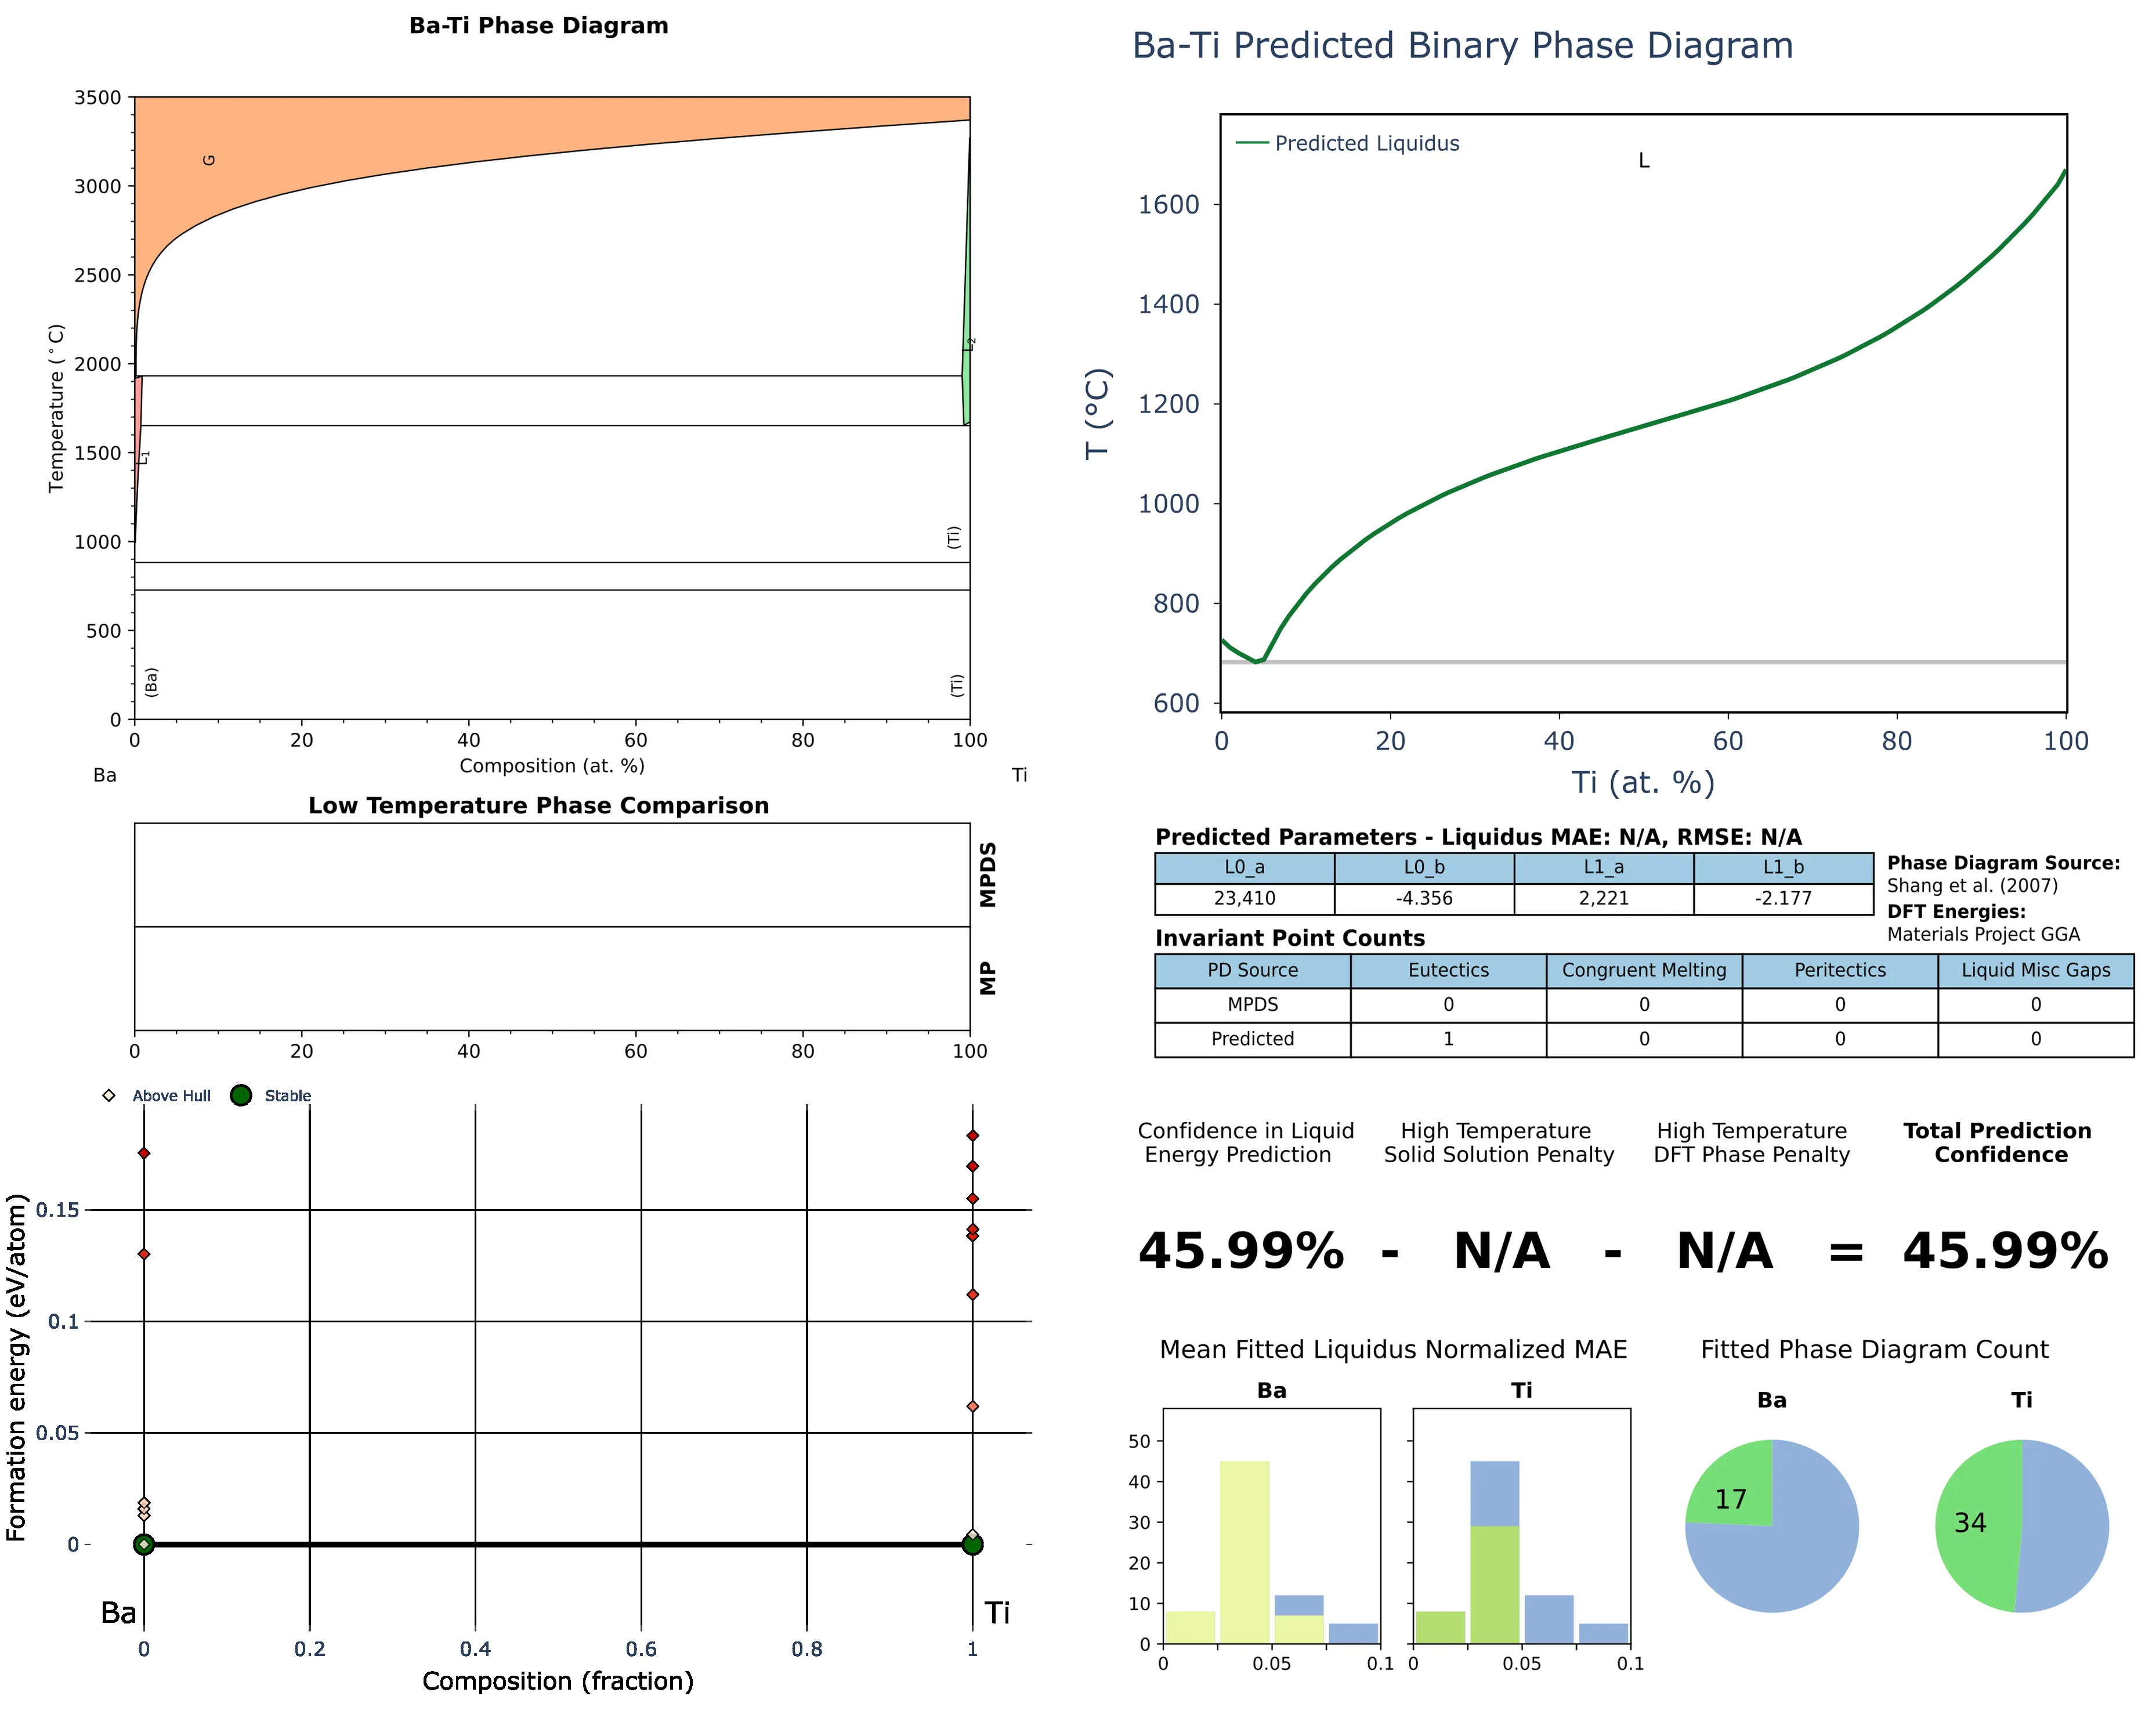 Ba-Ti Phase Diagram
3500
3000
2500
2000
1500
1000
500
0
Temperature (°C)
G
L₂
L₁
(Ti)
(Ba)
(Ti)
0 20 40 60 80 100
Composition (at. %)
Ba Ti
Low Temperature Phase Comparison
MPDS
MP
0 20 40 60 80 100
Above Hull Stable
0.15
0.1
0.05
0
Formation energy (eV/atom)
Ba Ti
0 0.2 0.4 0.6 0.8 1
Composition (fraction)
Ba-Ti Predicted Binary Phase Diagram
Predicted Liquidus
L
1600
1400
1200
1000
800
600
T (°C)
0 20 40 60 80 100
Ti (at. %)
Predicted Parameters - Liquidus MAE: N/A, RMSE: N/A
L0_a L0_b L1_a L1_b
23,410 -4.356 2,221 -2.177
Phase Diagram Source:
Shang et al. (2007)
DFT Energies:
Materials Project GGA
Invariant Point Counts
PD Source Eutectics Congruent Melting Peritectics Liquid Misc Gaps
MPDS 0 0 0 0
Predicted 1 0 0 0
Confidence in Liquid
Energy Prediction
High Temperature
Solid Solution Penalty
High Temperature
DFT Phase Penalty
Total Prediction
Confidence
45.99% - N/A - N/A = 45.99%
Mean Fitted Liquidus Normalized MAE
Ba Ti
50
40
30
20
10
0
0 0.05 0.1 0 0.05 0.1
Fitted Phase Diagram Count
Ba Ti
17 34